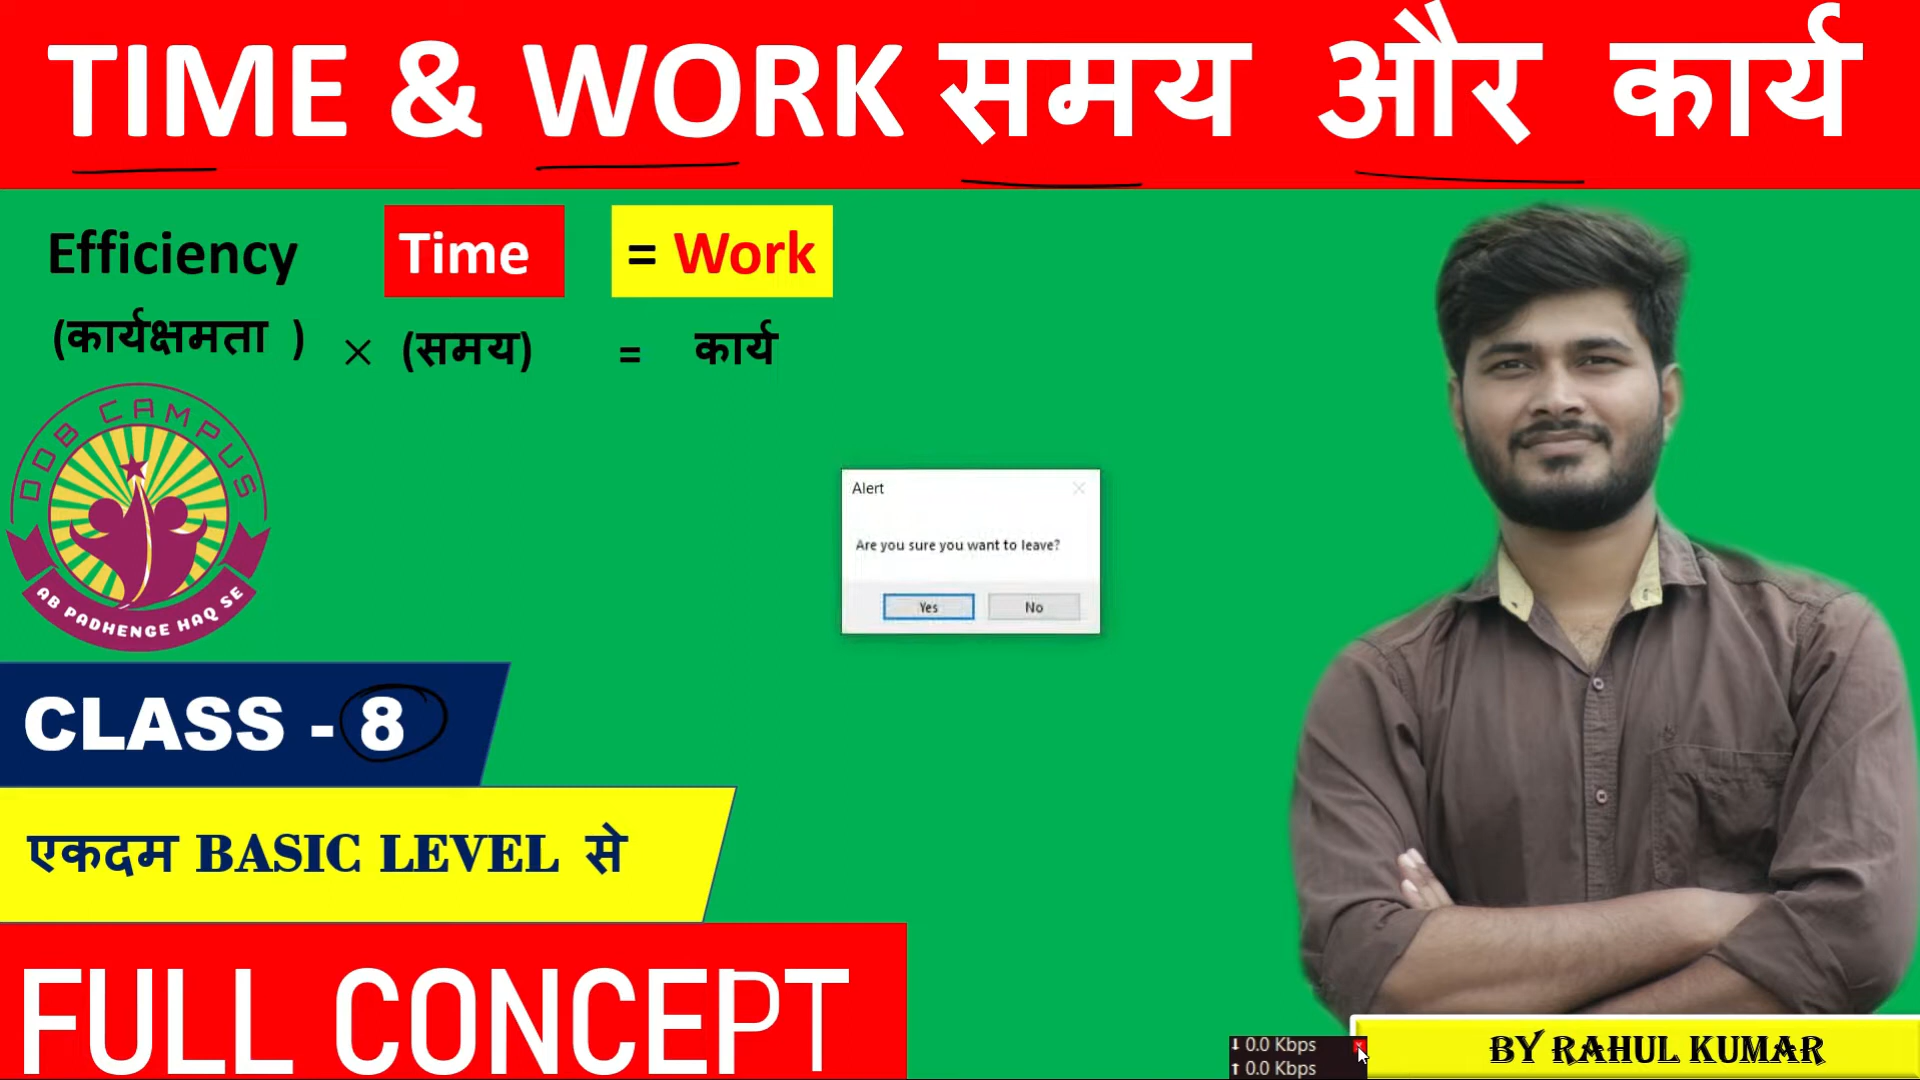 TIME & WORK समय और कार्य
Efficiency Time = Work
(कार्यक्षमता ) × (समय) = कार्य
DDB CAMPUS
AB PADHENGE HAQ SE
Alert
Are you sure you want to leave?
Yes No
CLASS - 8
एकदम BASIC LEVEL से
FULL CONCEPT
↓ 0.0 Kbps
↑ 0.0 Kbps
BY RAHUL KUMAR